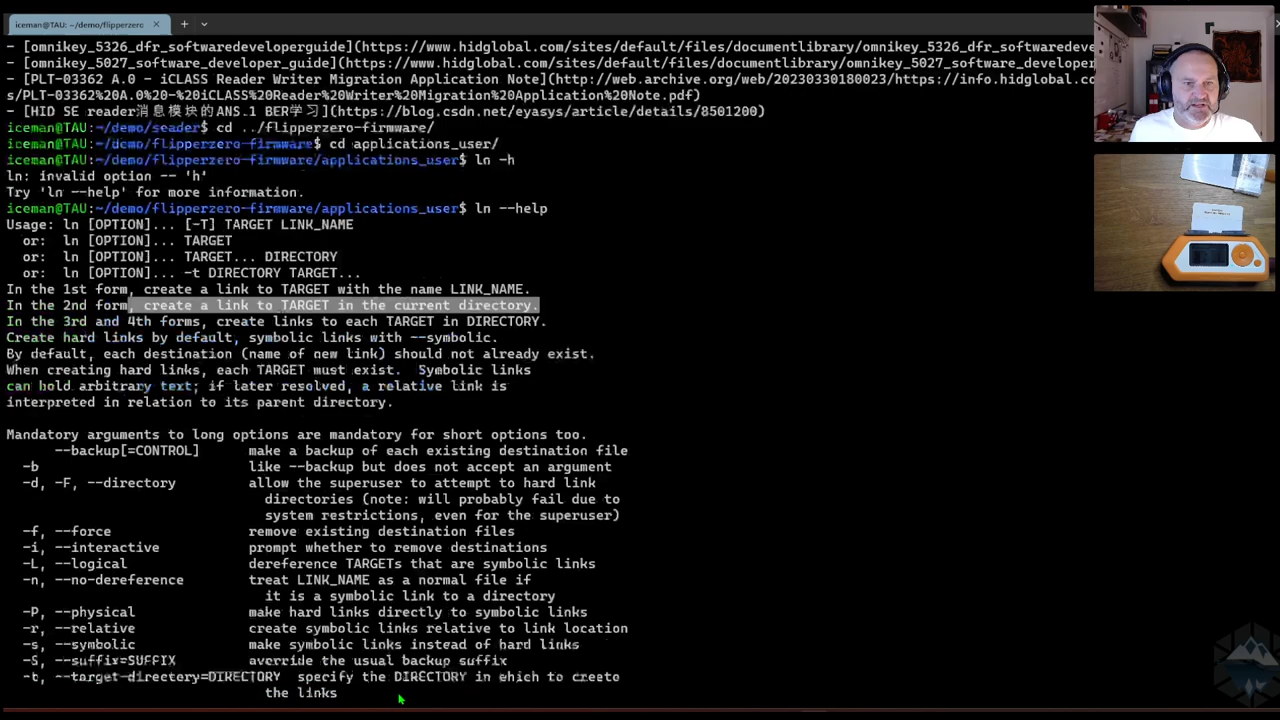 iceman@TAU: ~/demo/flipperzero
- [omnikey_5326_dfr_softwaredeveloperguide](https://www.hidglobal.com/sites/default/files/documentlibrary/omnikey_5326_dfr_softwaredeve
- [omnikey_5027_software_developer_guide](https://www.hidglobal.com/sites/default/files/documentlibrary/omnikey_5027_software_developer
- [PLT-03362 A.0 - iCLASS Reader Writer Migration Application Note](http://web.archive.org/web/20230330180023/https://info.hidglobal.co
s/PLT-03362%20A.0%20-%20iCLASS%20Reader%20Writer%20Migration%20Application%20Note.pdf)
- [HID SE reader消息模块的ANS.1 BER学习](https://blog.csdn.net/eyasys/article/details/8501200)
iceman@TAU:~/demo/seader$ cd ../flipperzero-firmware/
iceman@TAU:~/demo/flipperzero-firmware$ cd applications_user/
iceman@TAU:~/demo/flipperzero-firmware/applications_user$ ln -h
ln: invalid option -- 'h'
Try 'ln --help' for more information.
iceman@TAU:~/demo/flipperzero-firmware/applications_user$ ln --help
Usage: ln [OPTION]... [-T] TARGET LINK_NAME
or: ln [OPTION]... TARGET
or: ln [OPTION]... TARGET... DIRECTORY
or: ln [OPTION]... -t DIRECTORY TARGET...
In the 1st form, create a link to TARGET with the name LINK_NAME.
In the 2nd form, create a link to TARGET in the current directory.
In the 3rd and 4th forms, create links to each TARGET in DIRECTORY.
Create hard links by default, symbolic links with --symbolic.
By default, each destination (name of new link) should not already exist.
When creating hard links, each TARGET must exist. Symbolic links
can hold arbitrary text; if later resolved, a relative link is
interpreted in relation to its parent directory.
Mandatory arguments to long options are mandatory for short options too.
--backup[=CONTROL] make a backup of each existing destination file
-b like --backup but does not accept an argument
-d, -F, --directory allow the superuser to attempt to hard link
directories (note: will probably fail due to
system restrictions, even for the superuser)
-f, --force remove existing destination files
-i, --interactive prompt whether to remove destinations
-L, --logical dereference TARGETs that are symbolic links
-n, --no-dereference treat LINK_NAME as a normal file if
it is a symbolic link to a directory
-P, --physical make hard links directly to symbolic links
-r, --relative create symbolic links relative to link location
-s, --symbolic make symbolic links instead of hard links
-S, --suffix=SUFFIX override the usual backup suffix
-t, --target-directory=DIRECTORY specify the DIRECTORY in which to create
the links